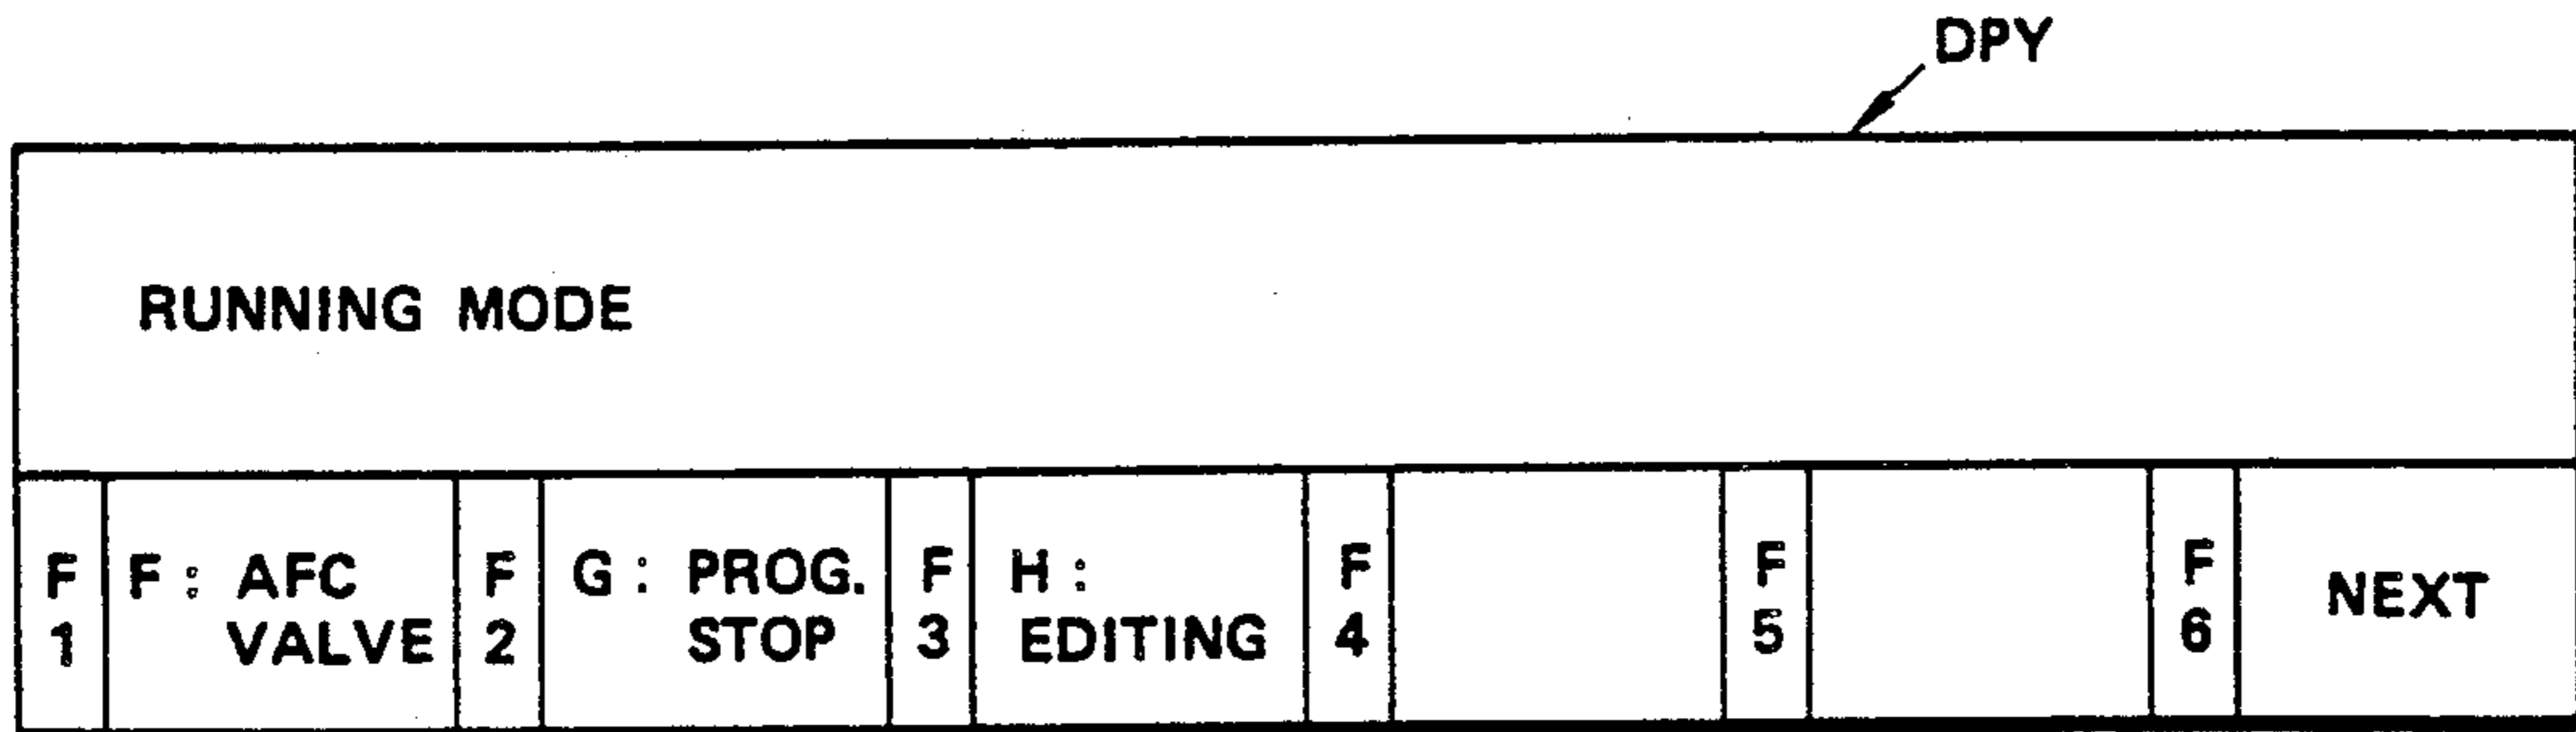 DPY
RUNNING MODE
F F : AFC F G : PROG. F H : F F F NEXT
1 VALVE 2 STOP 3 EDITING 4 5 6